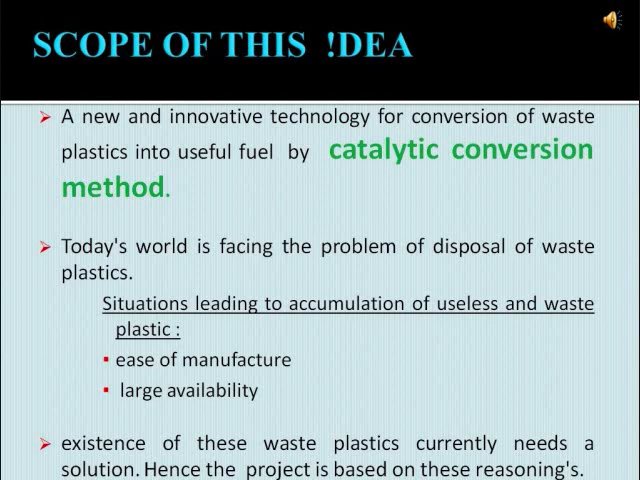 SCOPE OF THIS !DEA
A new and innovative technology for conversion of waste
plastics into useful fuel by catalytic conversion
method.
Today's world is facing the problem of disposal of waste
plastics.
Situations leading to accumulation of useless and waste
plastic :
ease of manufacture
large availability
existence of these waste plastics currently needs a
solution. Hence the project is based on these reasoning's.